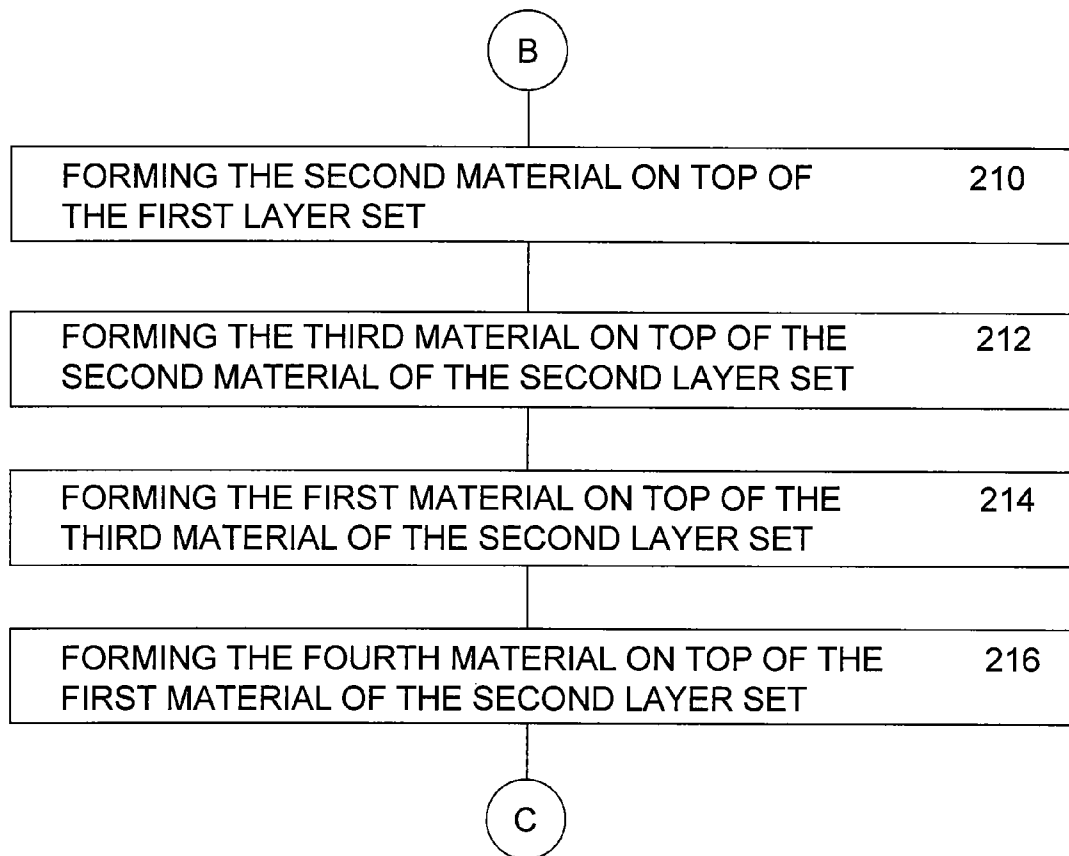 B
FORMING THE SECOND MATERIAL ON TOP OF 210
THE FIRST LAYER SET
FORMING THE THIRD MATERIAL ON TOP OF THE 212
SECOND MATERIAL OF THE SECOND LAYER SET
FORMING THE FIRST MATERIAL ON TOP OF THE 214
THIRD MATERIAL OF THE SECOND LAYER SET
FORMING THE FOURTH MATERIAL ON TOP OF THE 216
FIRST MATERIAL OF THE SECOND LAYER SET
C